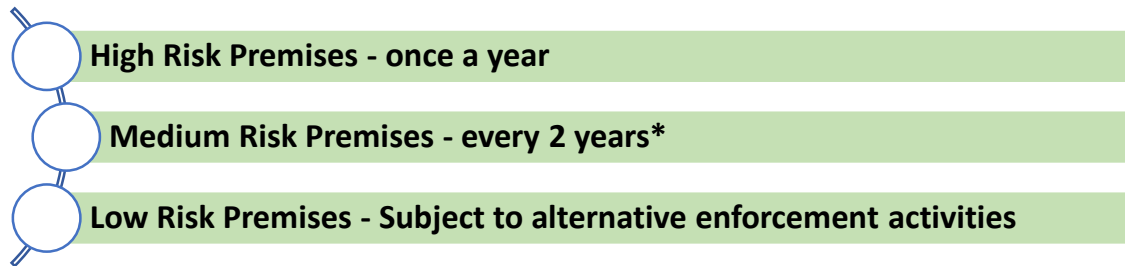 High Risk Premises - once a year
Medium Risk Premises - every 2 years*
Low Risk Premises - Subject to alternative enforcement activities